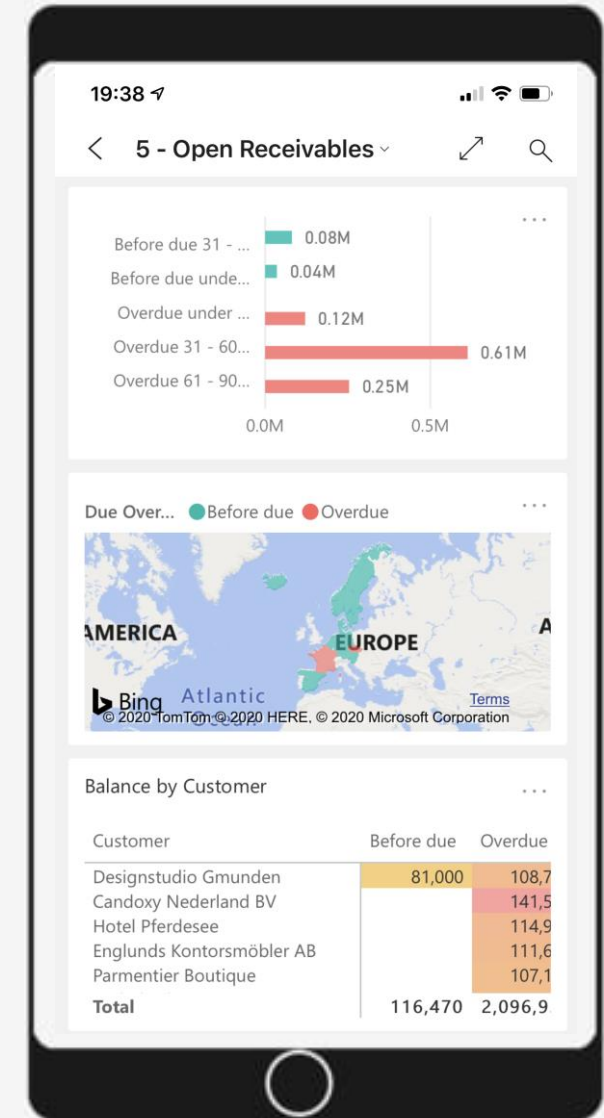 19:38
5 - Open Receivables
Before due 31 - ... 0.08M
Before due unde... 0.04M
Overdue under ... 0.12M
Overdue 31 - 60... 0.61M
Overdue 61 - 90... 0.25M
0.0M 0.5M
Due Over... Before due Overdue
AMERICA
EUROPE
A
Bing
Atlantic
Terms
© 2020 TomTom © 2020 HERE, © 2020 Microsoft Corporation
Balance by Customer
Customer Before due Overdue
Designstudio Gmunden 81,000 108,7
Candoxy Nederland BV 141,5
Hotel Pferdesee 114,9
Englunds Kontorsmöbler AB 111,6
Parmentier Boutique 107,1
Total 116,470 2,096,9